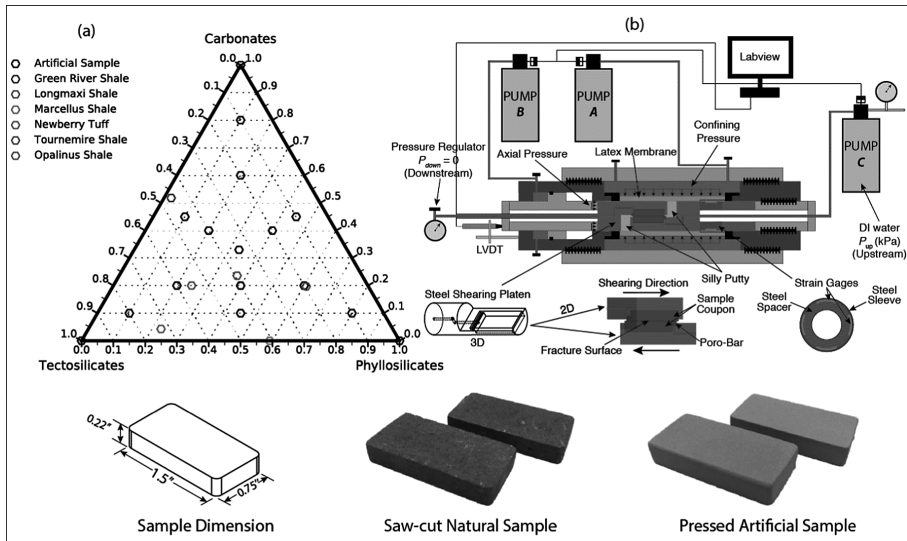 (a)
Carbonates
0.0
1.0
Artificial Sample
Green River Shale
Longmaxi Shale
Marcellus Shale
Newberry Tuff
Tournemire Shale
Opalinus Shale
0.1
0.9
0.2
0.8
0.3
0.7
0.4
0.6
0.5
0.5
0.6
0.4
0.7
0.3
0.8
0.2
0.9
0.1
1.0
0.0
0.0 0.1 0.2 0.3 0.4 0.5 0.6 0.7 0.8 0.9 1.0
Tectosilicates
Phyllosilicates
(b)
Labview
PUMP
B
PUMP
A
PUMP
C
Pressure Regulator
Pdown = 0
(Downstream)
Axial Pressure
Latex Membrane
Confining
Pressure
DI water
Pup (kPa)
(Upstream)
LVDT
Silly Putty
Steel Shearing Platen
3D
2D
Shearing Direction
Sample
Coupon
Fracture Surface
Poro-Bar
Strain Gages
Steel
Spacer
Steel
Sleeve
0.22"
1.5"
0.75"
Sample Dimension
Saw-cut Natural Sample
Pressed Artificial Sample